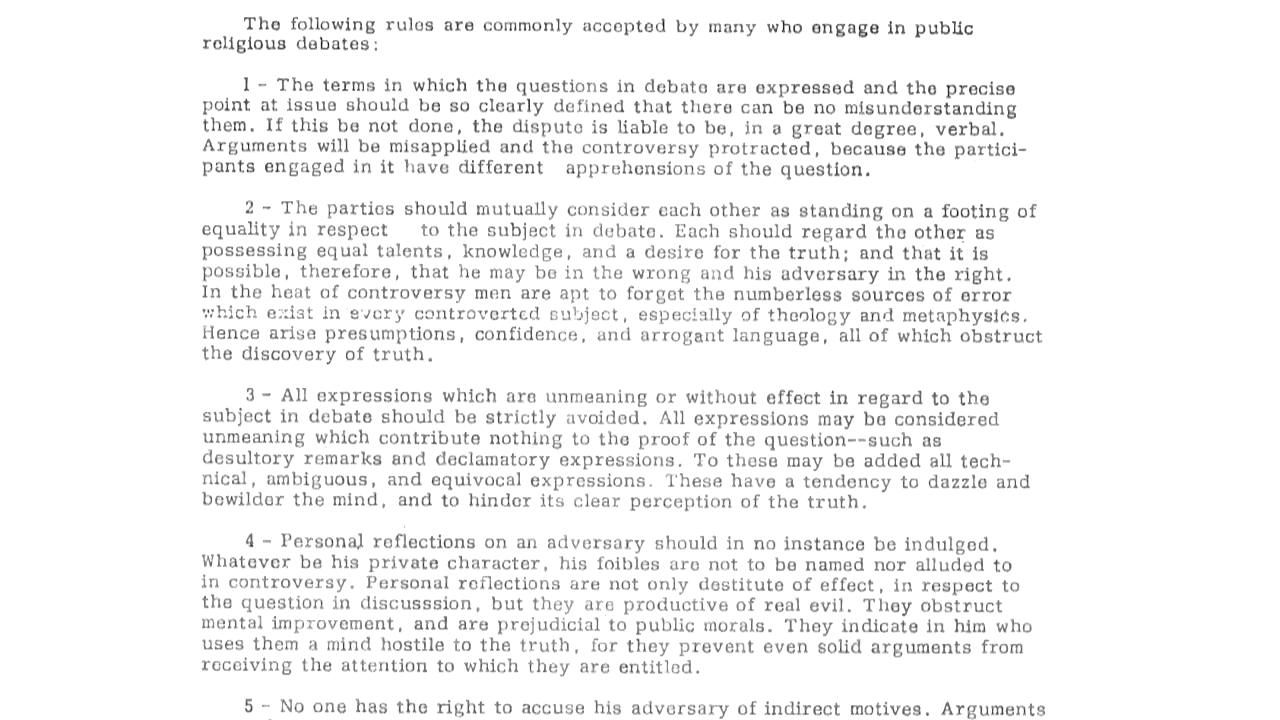 The following rules are commonly accepted by many who engage in public
religious debates:
1 - The terms in which the questions in debate are expressed and the precise
point at issue should be so clearly defined that there can be no misunderstanding
them. If this be not done, the dispute is liable to be, in a great degree, verbal.
Arguments will be misapplied and the controversy protracted, because the partici-
pants engaged in it have different apprehensions of the question.
2 - The parties should mutually consider each other as standing on a footing of
equality in respect to the subject in debate. Each should regard the other as
possessing equal talents, knowledge, and a desire for the truth; and that it is
possible, therefore, that he may be in the wrong and his adversary in the right.
In the heat of controversy men are apt to forget the numberless sources of error
which exist in every controverted subject, especially of theology and metaphysics.
Hence arise presumptions, confidence, and arrogant language, all of which obstruct
the discovery of truth.
3 - All expressions which are unmeaning or without effect in regard to the
subject in debate should be strictly avoided. All expressions may be considered
unmeaning which contribute nothing to the proof of the question--such as
desultory remarks and declamatory expressions. To these may be added all tech-
nical, ambiguous, and equivocal expressions. These have a tendency to dazzle and
bewilder the mind, and to hinder its clear perception of the truth.
4 - Personal reflections on an adversary should in no instance be indulged.
Whatever be his private character, his foibles are not to be named nor alluded to
in controversy. Personal reflections are not only destitute of effect, in respect to
the question in discusssion, but they are productive of real evil. They obstruct
mental improvement, and are prejudicial to public morals. They indicate in him who
uses them a mind hostile to the truth, for they prevent even solid arguments from
receiving the attention to which they are entitled.
5 - No one has the right to accuse his adversary of indirect motives. Arguments